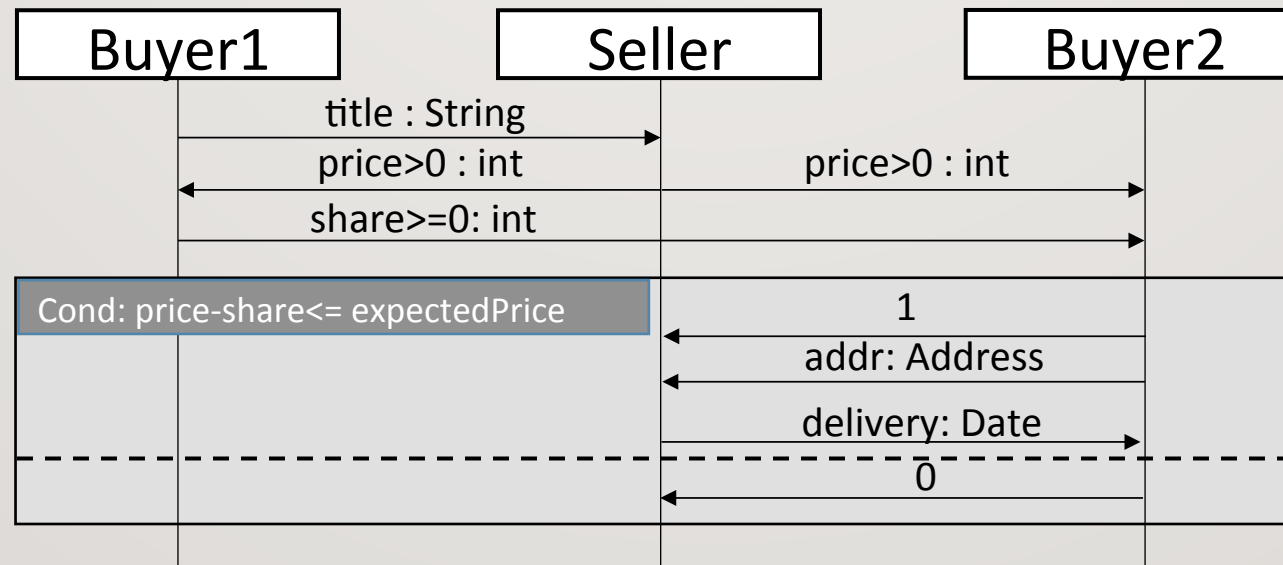 Buyer1
Seller
Buyer2
title : String
price>0 : int
price>0 : int
share>=0: int
Cond: price-share<= expectedPrice
1
addr: Address
delivery: Date
0